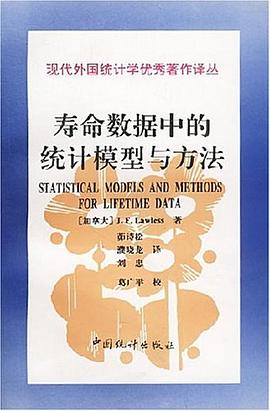 现代外国统计学优秀著作译丛
寿命数据中的
统计模型与方法
STATISTICAL MODELS AND METHODS
FOR LIFETIME DATA
[加拿大] J. F. Lawless 著
茆诗松
濮晓龙 译
刘忠
葛广平 校
中国统计出版社